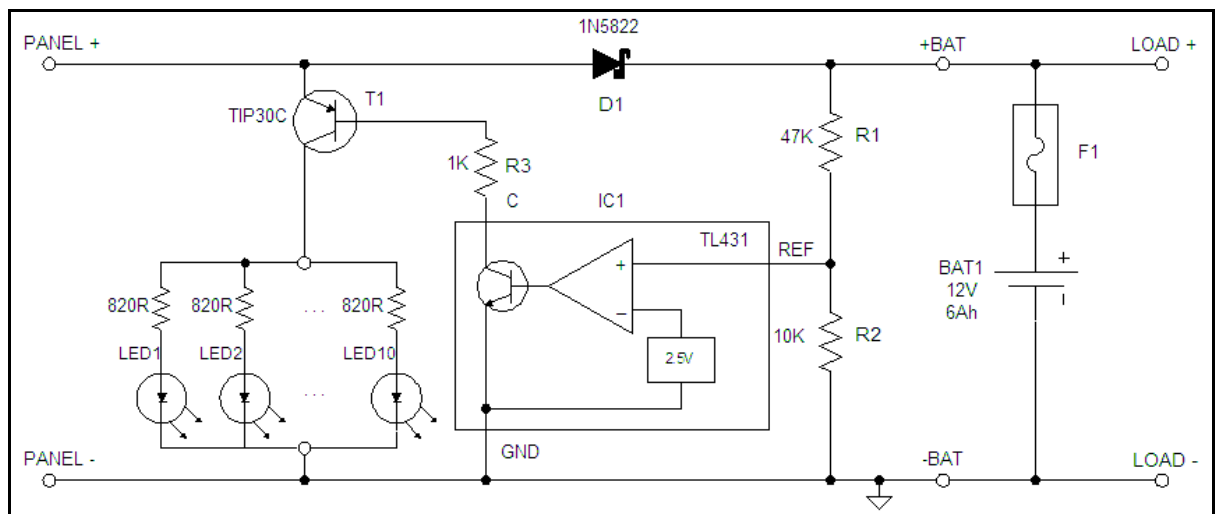 1N5822
PANEL +
+BAT
LOAD +
D1
T1
TIP30C
47K
R1
F1
1K
R3
C
IC1
TL431
REF
+
BAT1
12V
6Ah
+
–
820R
820R
...
820R
–
2.5V
10K
R2
LED1
LED2
...
LED10
GND
PANEL -
-BAT
LOAD -